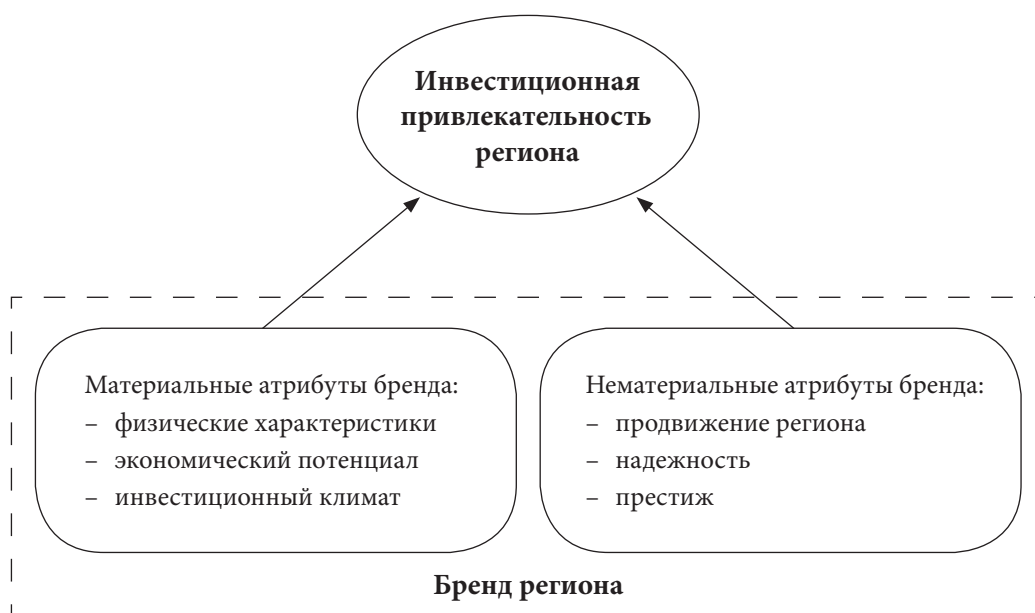 Инвестиционная
привлекательность
региона
Материальные атрибуты бренда:
– физические характеристики
– экономический потенциал
– инвестиционный климат
Нематериальные атрибуты бренда:
– продвижение региона
– надежность
– престиж
Бренд региона